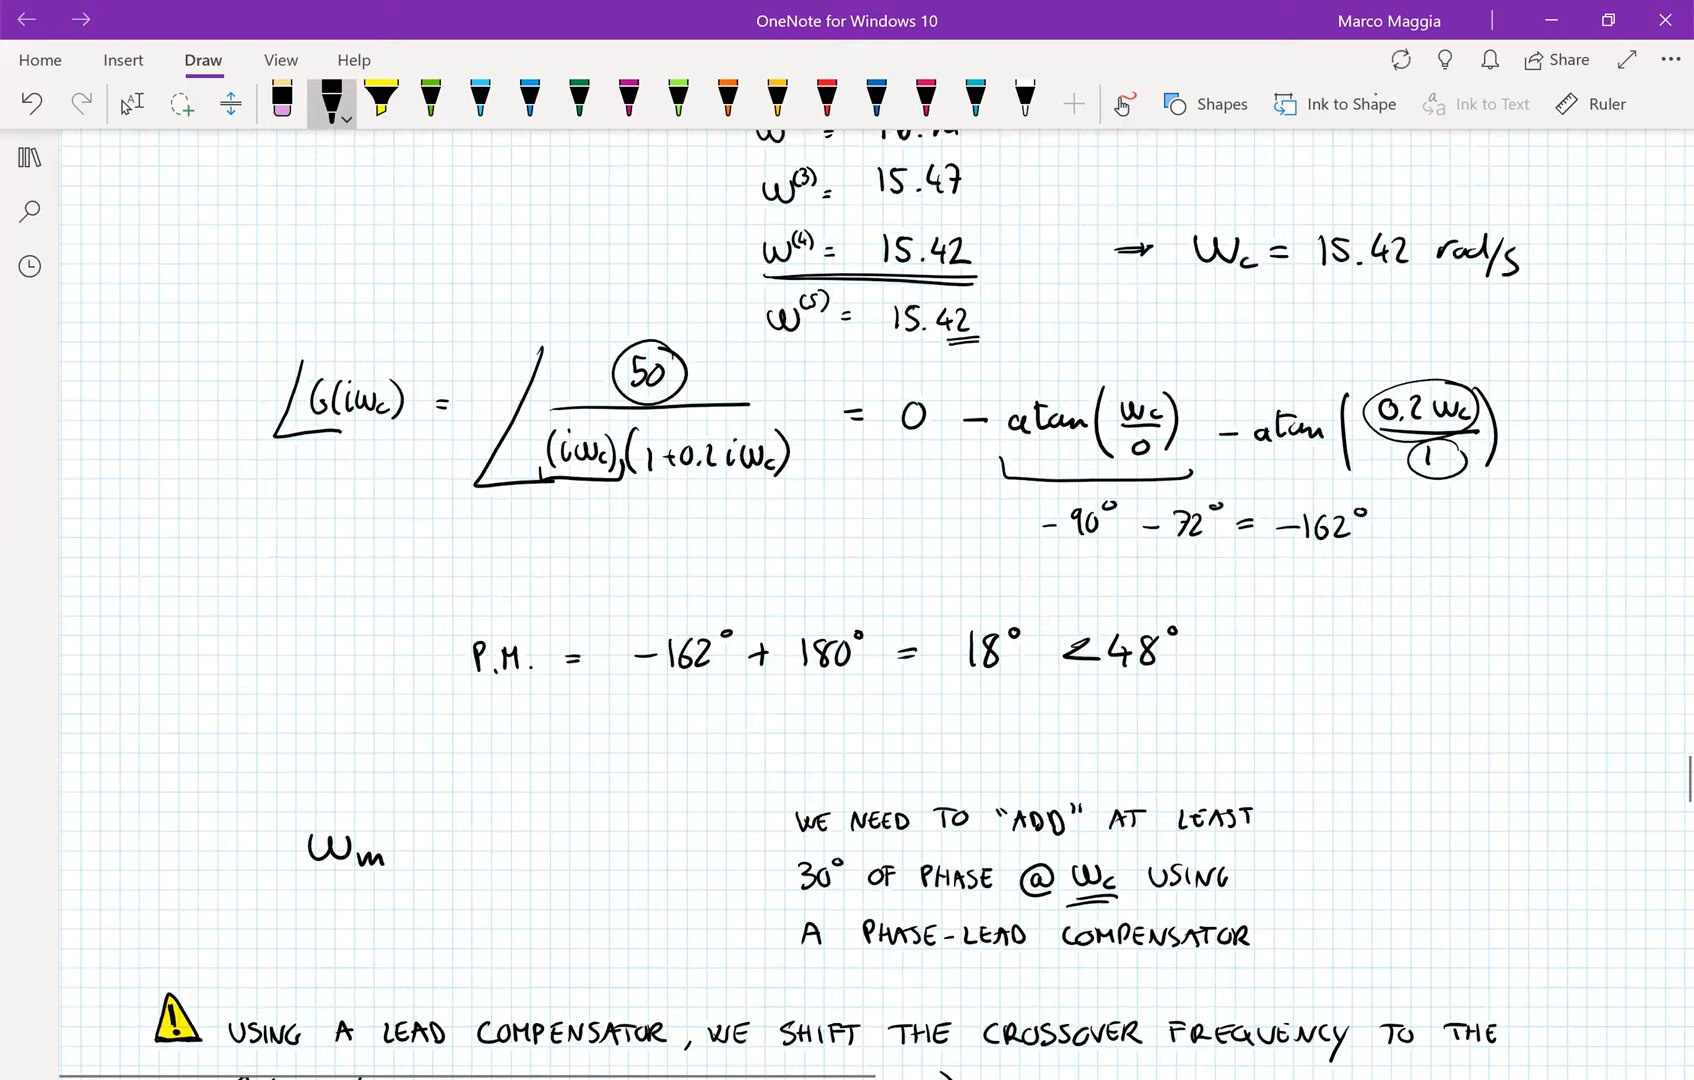 OneNote for Windows 10
Marco Maggia
Home Insert Draw View Help
Share
Shapes
Ink to Shape
Ink to Text
Ruler
ω⁽³⁾ = 15.47
ω⁽⁴⁾ = 15.42 → ωc = 15.42 rad/s
ω⁽⁵⁾ = 15.42
∠G(iωc) = ∠ 50 / (iωc)(1+0.2iωc) = 0 - atan(ωc/0) - atan(0.2ωc/1)
-90° - 72° = -162°
P.M. = -162° + 180° = 18° < 48°
WE NEED TO "ADD" AT LEAST
30° OF PHASE @ ωc USING
A PHASE-LEAD COMPENSATOR
ωm
! USING A LEAD COMPENSATOR, WE SHIFT THE CROSSOVER FREQUENCY TO THE